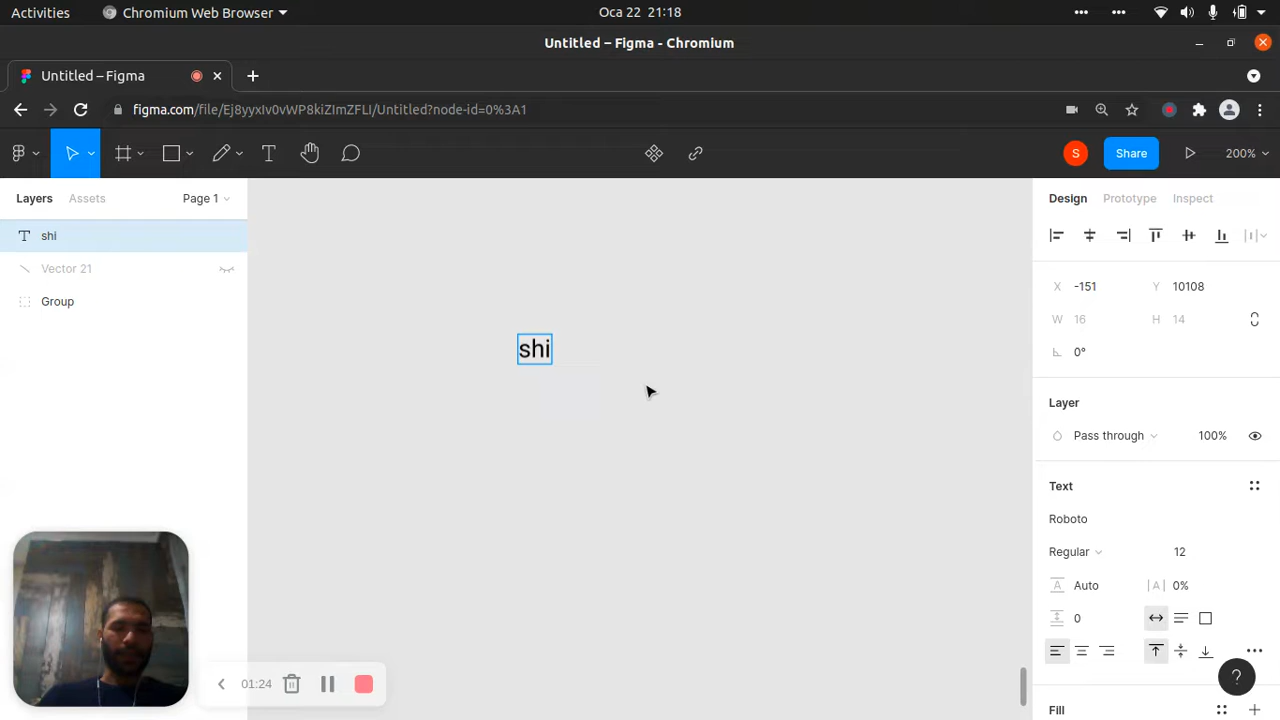 Activities Chromium Web Browser Oca 22 21:18
Untitled – Figma - Chromium
Untitled – Figma
figma.com/file/Ej8yyxIv0vWP8kiZImZFLI/Untitled?node-id=0%3A1
S Share 200%
Layers Assets Page 1 Design Prototype Inspect
shi
Vector 21
Group
shi
X -151 Y 10108
W 16 H 14
0°
Layer
Pass through 100%
Text
Roboto
Regular 12
A Auto |A| 0%
0
Fill
01:24
?